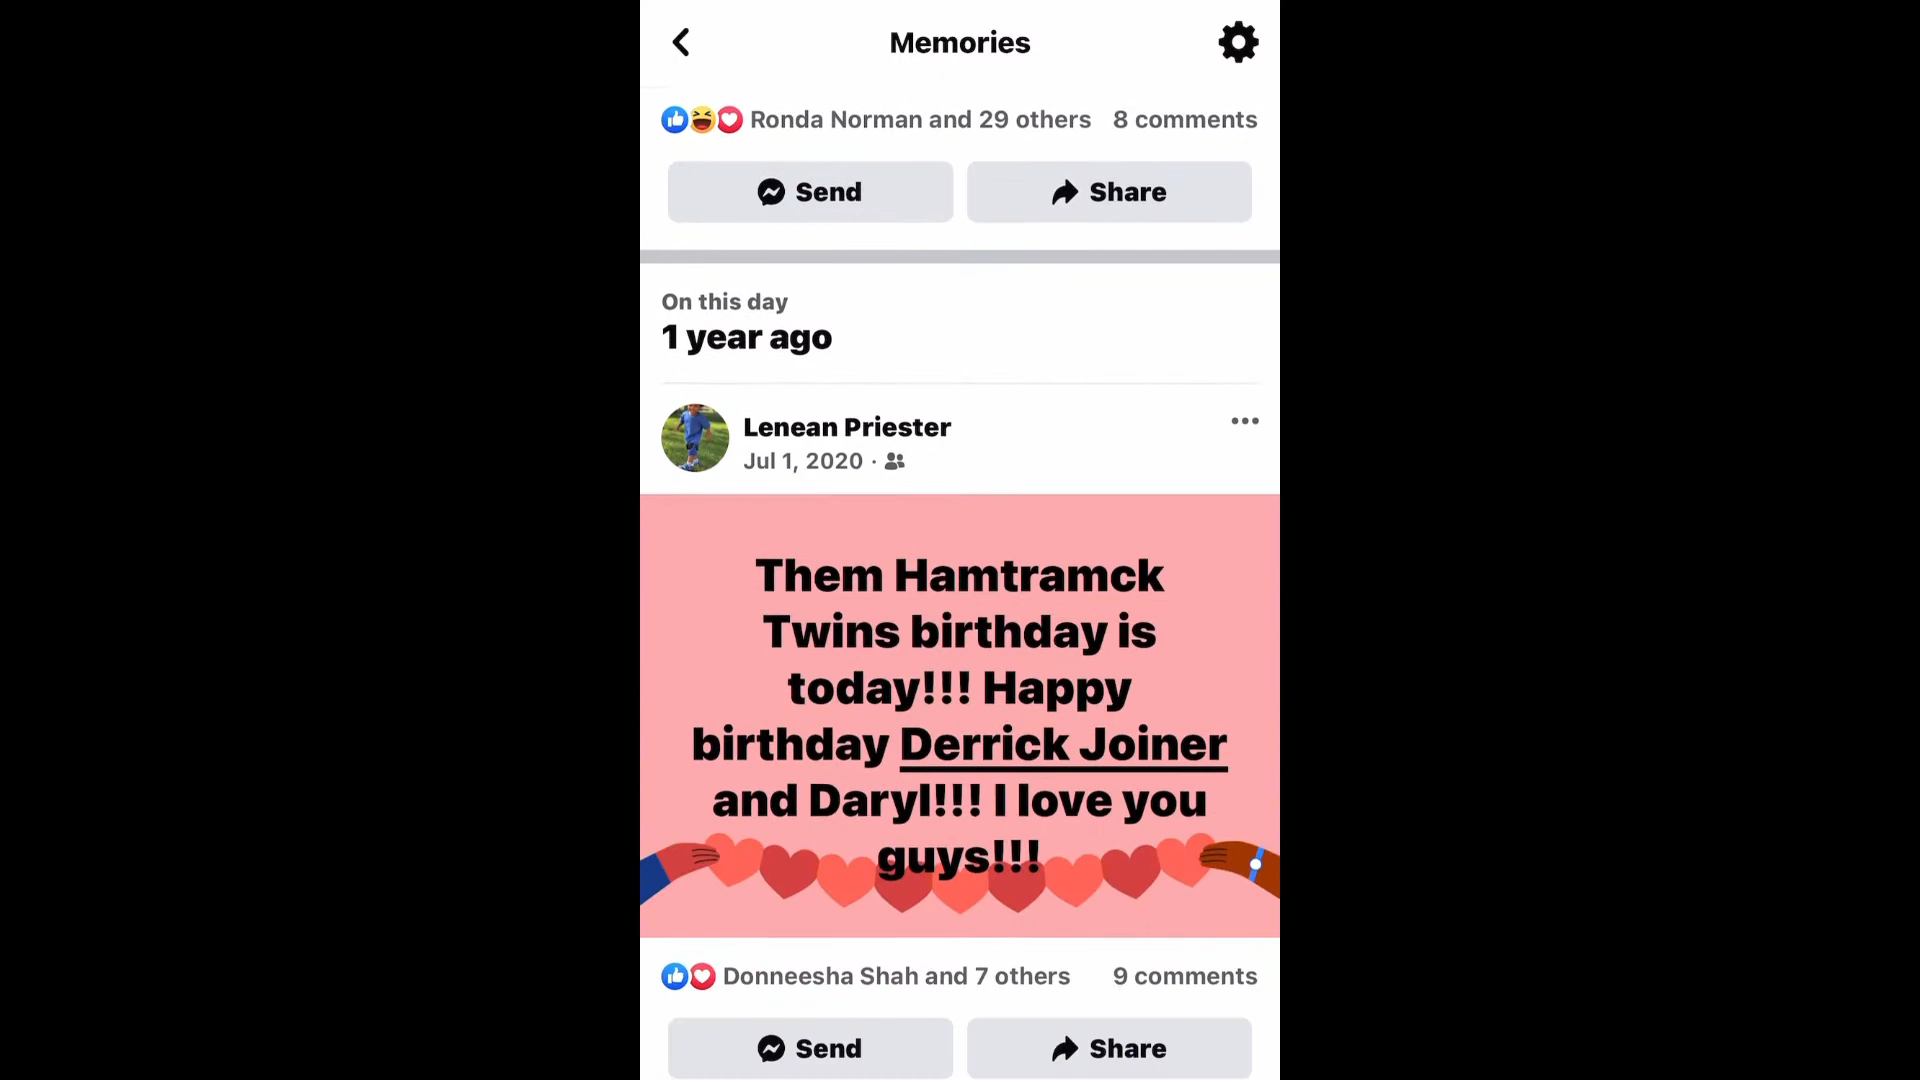 Memories
Ronda Norman and 29 others 8 comments
Send Share
On this day
1 year ago
Lenean Priester
Jul 1, 2020 ·
Them Hamtramck
Twins birthday is
today!!! Happy
birthday Derrick Joiner
and Daryl!!! I love you
guys!!!
Donneesha Shah and 7 others 9 comments
Send Share